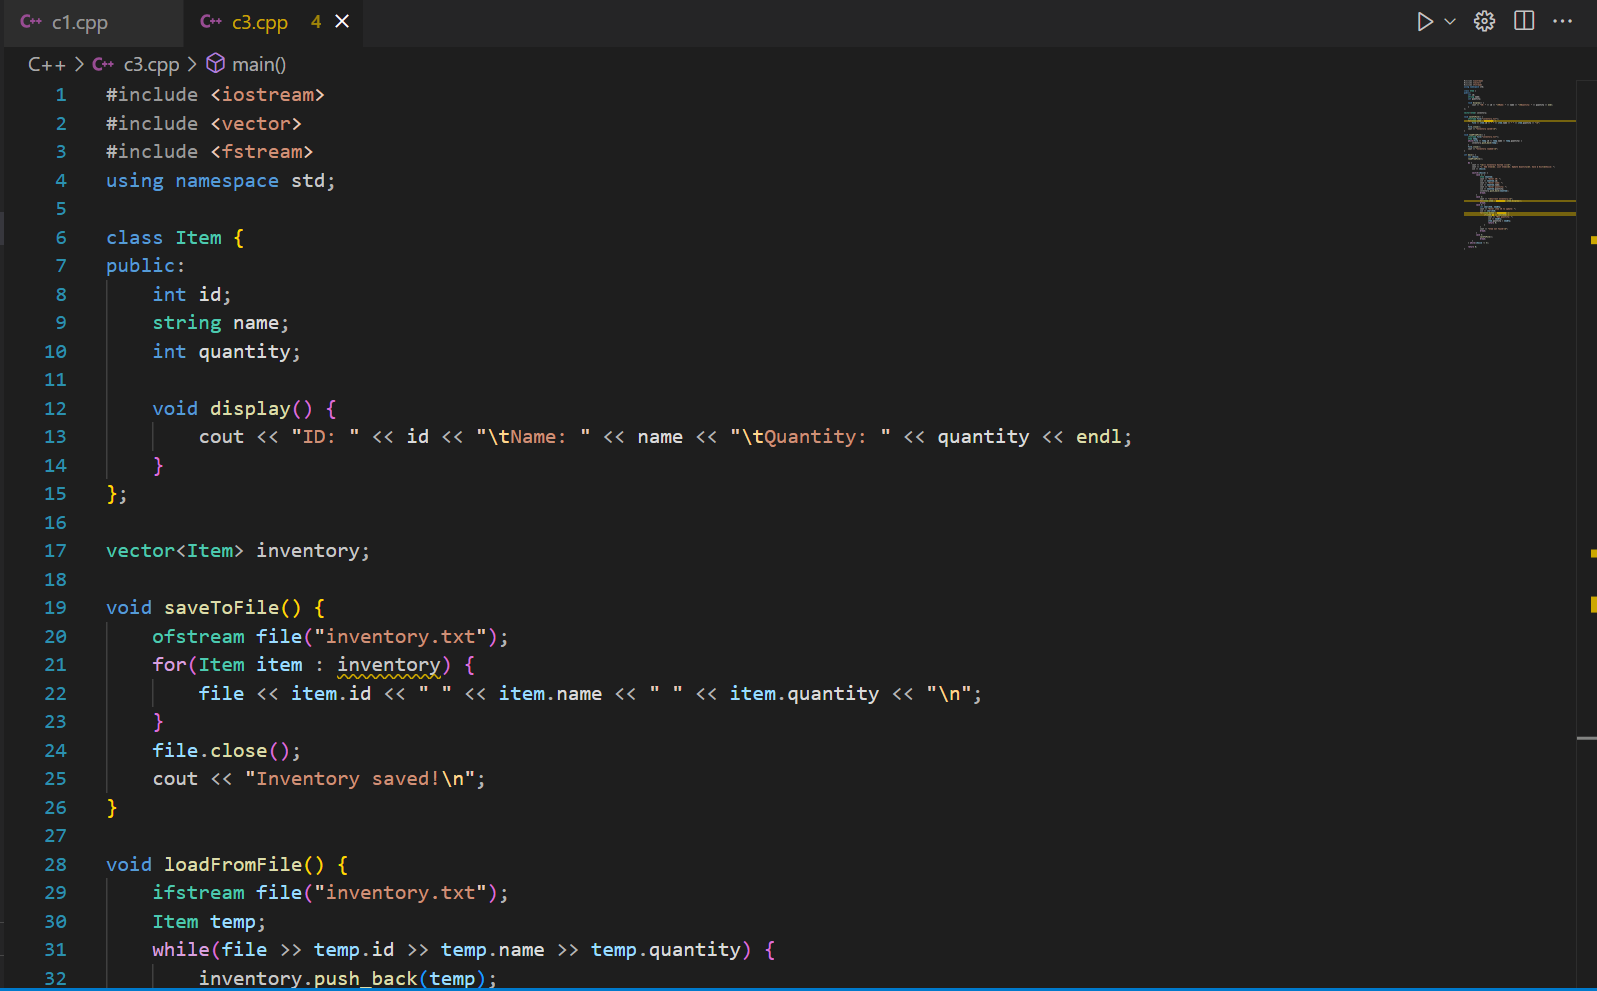 C++ c1.cpp C++ c3.cpp 4
C++ > C++ c3.cpp > main()
1 #include <iostream>
2 #include <vector>
3 #include <fstream>
4 using namespace std;
5
6 class Item {
7 public:
8     int id;
9     string name;
10     int quantity;
11
12     void display() {
13         cout << "ID: " << id << "\tName: " << name << "\tQuantity: " << quantity << endl;
14     }
15 };
16
17 vector<Item> inventory;
18
19 void saveToFile() {
20     ofstream file("inventory.txt");
21     for(Item item : inventory) {
22         file << item.id << " " << item.name << " " << item.quantity << "\n";
23     }
24     file.close();
25     cout << "Inventory saved!\n";
26 }
27
28 void loadFromFile() {
29     ifstream file("inventory.txt");
30     Item temp;
31     while(file >> temp.id >> temp.name >> temp.quantity) {
32         inventory.push_back(temp);